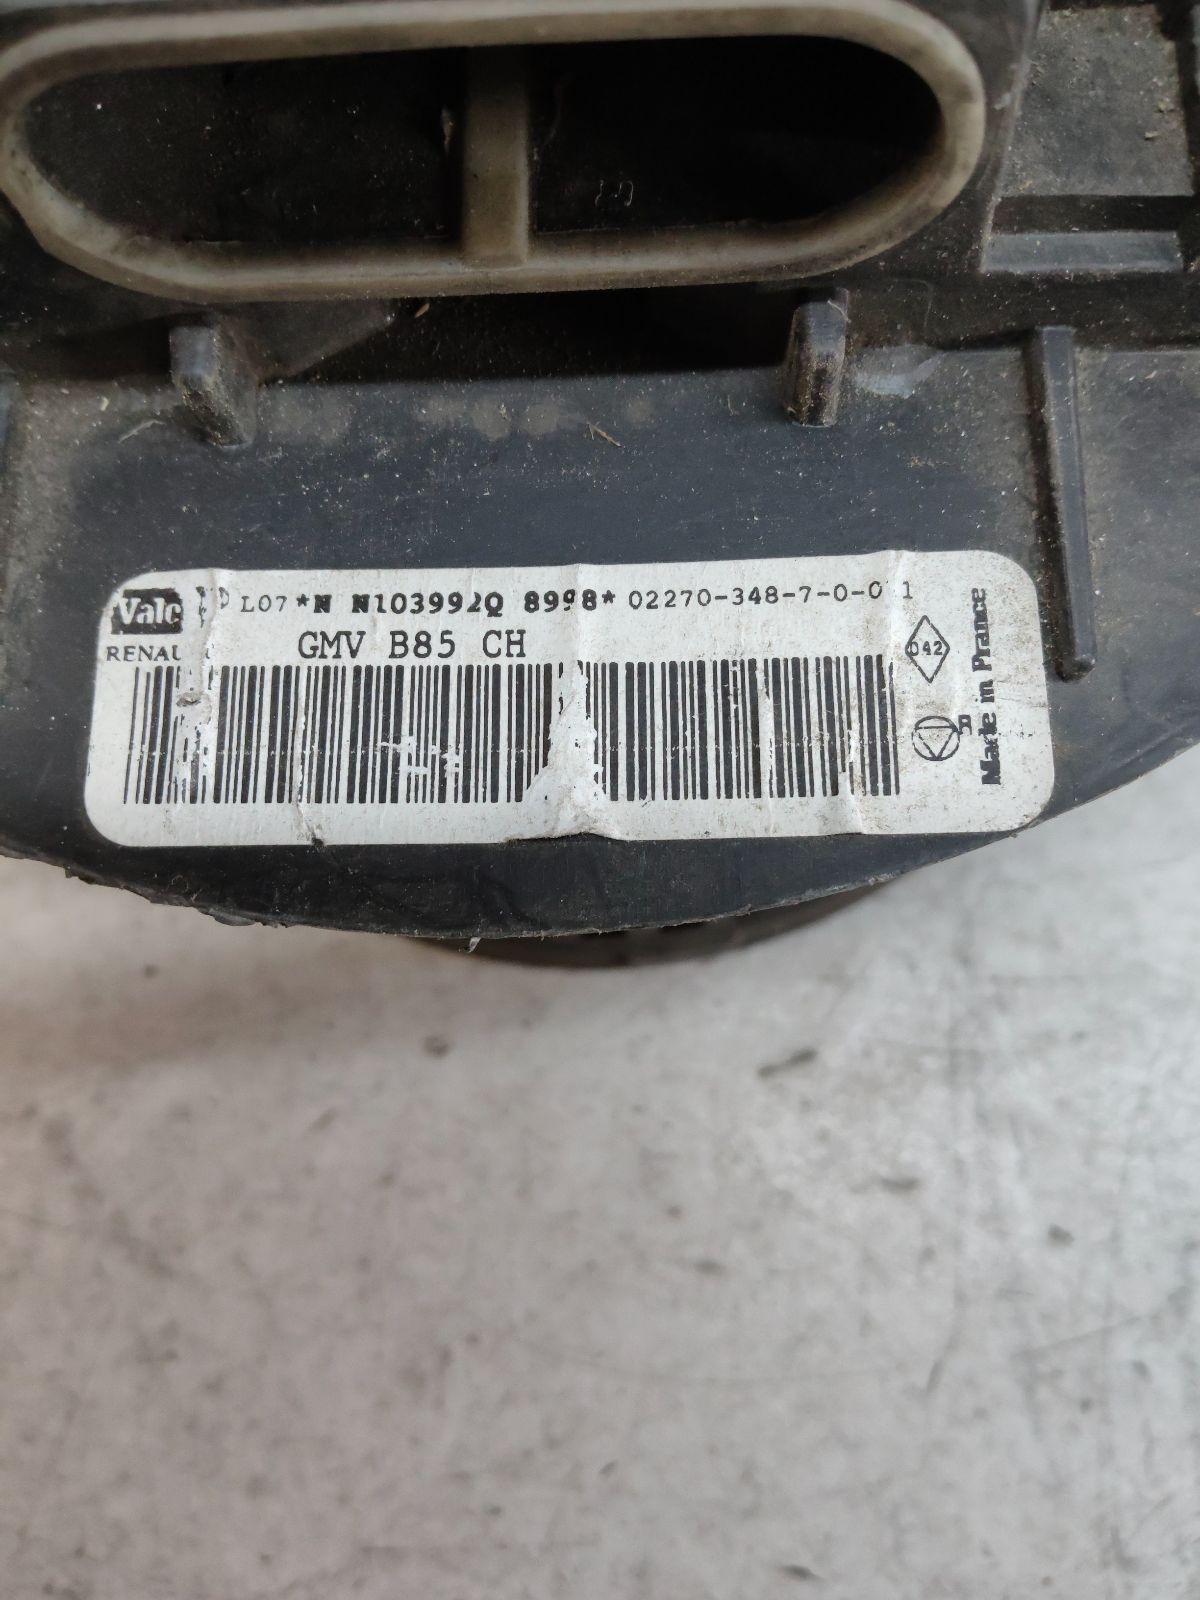 L07 *N N103992Q 8998* 02270-348-7-0-0
GMV B85 CH
042
Made in France